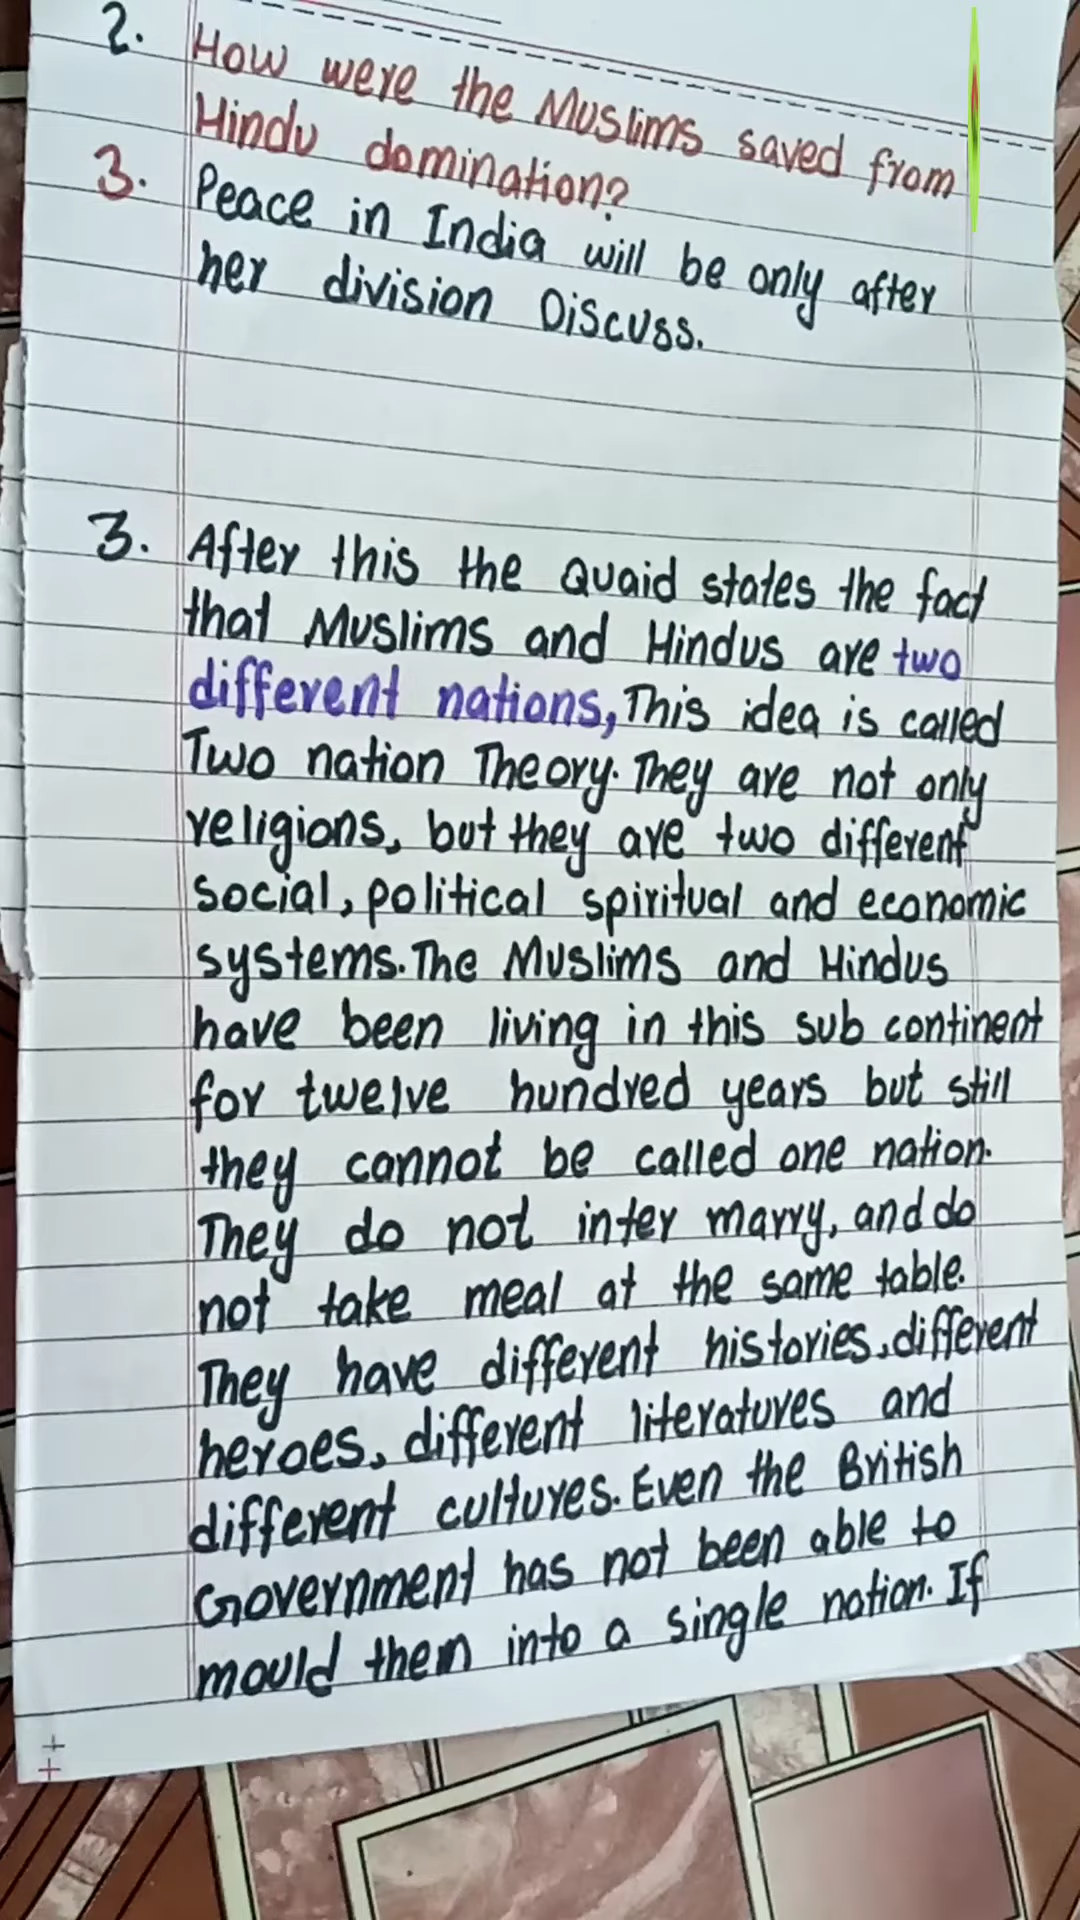 2. How were the Muslims saved from
Hindu domination?
3. Peace in India will be only after
her division Discuss.
3. After this the Quaid states the fact
that Muslims and Hindus are two
different nations, This idea is called
Two nation Theory. They are not only
religions, but they are two different
social, political spiritual and economic
systems. The Muslims and Hindus
have been living in this sub continent
for twelve hundred years but still
they cannot be called one nation.
They do not inter marry, and do
not take meal at the same table.
They have different histories, different
heroes, different literatures and
different cultures. Even the British
Government has not been able to
mould them into a single nation. If